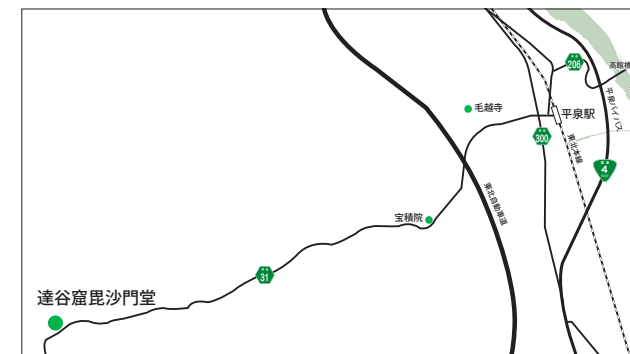 206
高館橋
平泉バイパス
毛越寺
平泉駅
300
東北本線
4
東北自動車道
宝積院
31
達谷窟毘沙門堂